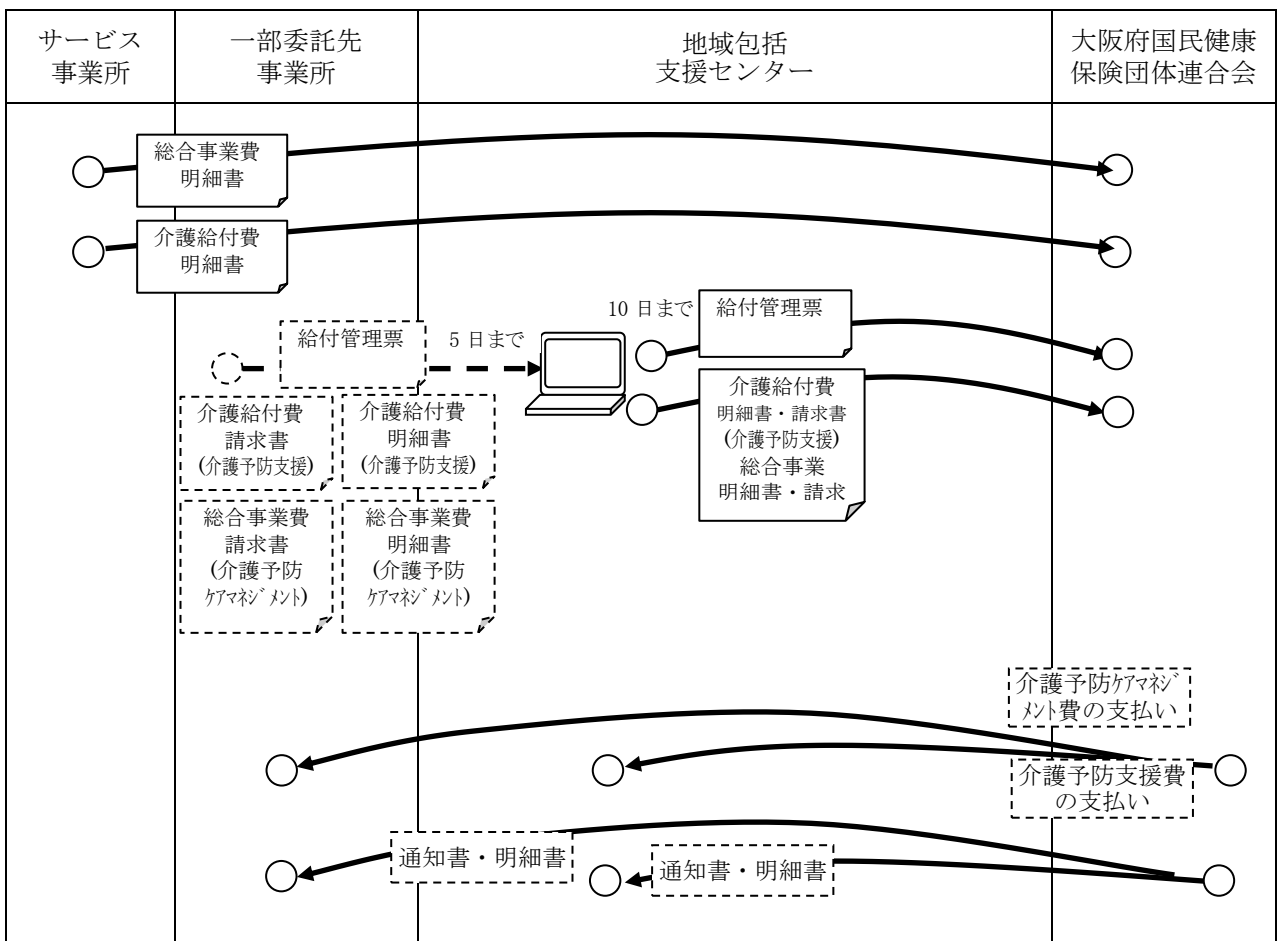 サービス
事業所
一部委託先
事業所
地域包括
支援センター
大阪府国民健康
保険団体連合会
総合事業費
明細書
介護給付費
明細書
給付管理票
5 日まで
10 日まで
給付管理票
介護給付費
請求書
(介護予防支援)
介護給付費
明細書
(介護予防支援)
介護給付費
明細書・請求書
(介護予防支援)
総合事業
明細書・請求
総合事業費
請求書
(介護予防
ｹｱﾏﾈｼﾞﾒﾝﾄ)
総合事業費
明細書
(介護予防
ｹｱﾏﾈｼﾞﾒﾝﾄ)
介護予防ｹｱﾏﾈｼﾞ
ﾒﾝﾄ費の支払い
介護予防支援費
の支払い
通知書・明細書
通知書・明細書